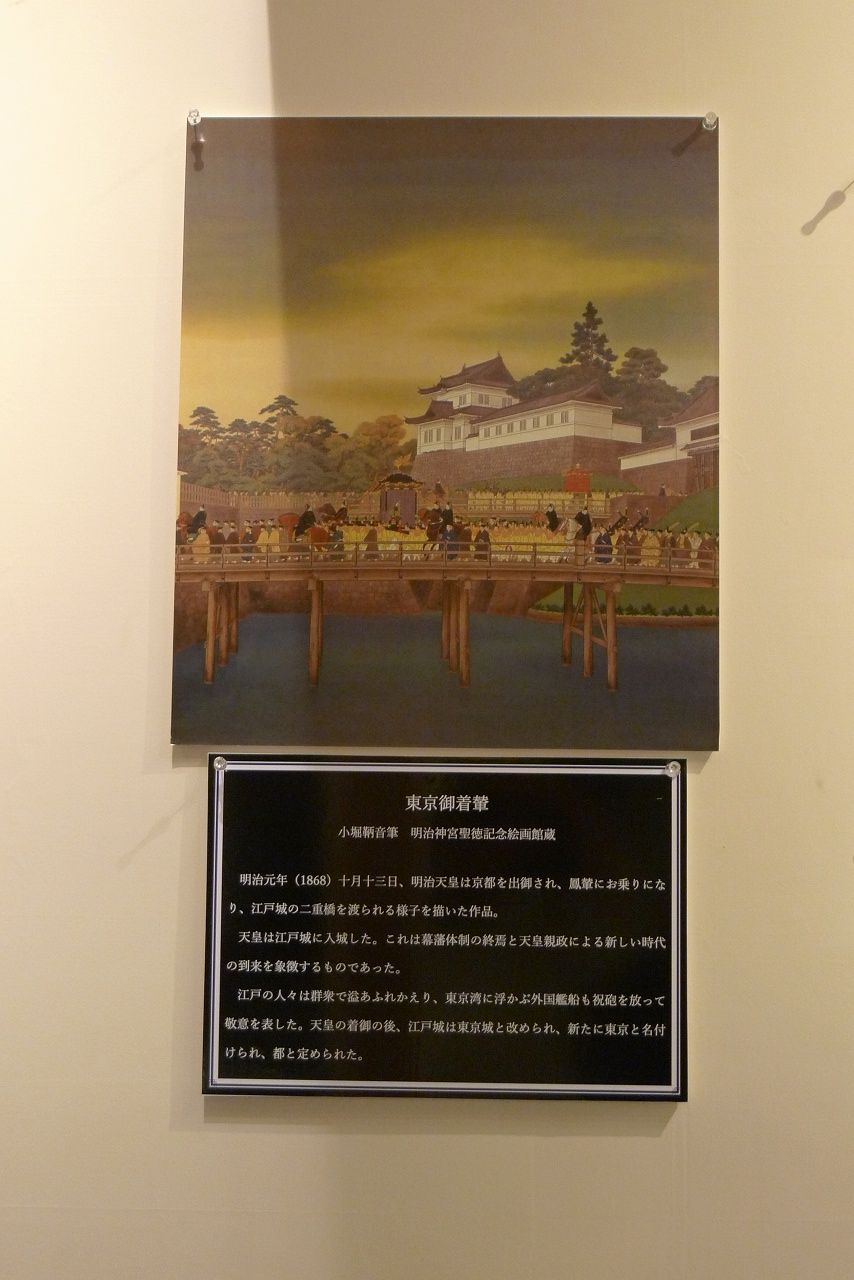 東京御着輦
小堀鞆音筆　明治神宮聖徳記念絵画館蔵
明治元年（1868）十月十三日、明治天皇は京都を出御され、鳳輦にお乗りにな
り、江戸城の二重橋を渡られる様子を描いた作品。
天皇は江戸城に入城した。これは幕藩体制の終焉と天皇親政による新しい時代
の到来を象徴するものであった。
江戸の人々は群衆で溢あふれかえり、東京湾に浮かぶ外国艦船も祝砲を放って
敬意を表した。天皇の着御の後、江戸城は東京城と改められ、新たに東京と名付
けられ、都と定められた。